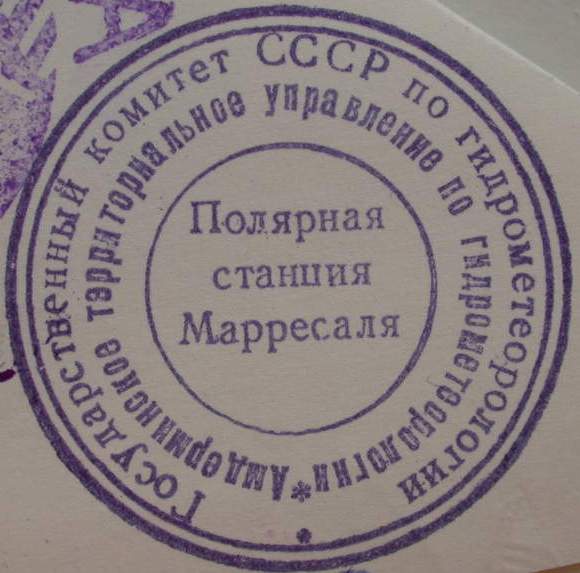 Государственный комитет СССР по гидрометеорологии
Амдерминское территориальное управление по гидрометеорологии
Полярная
станция
Марресаля